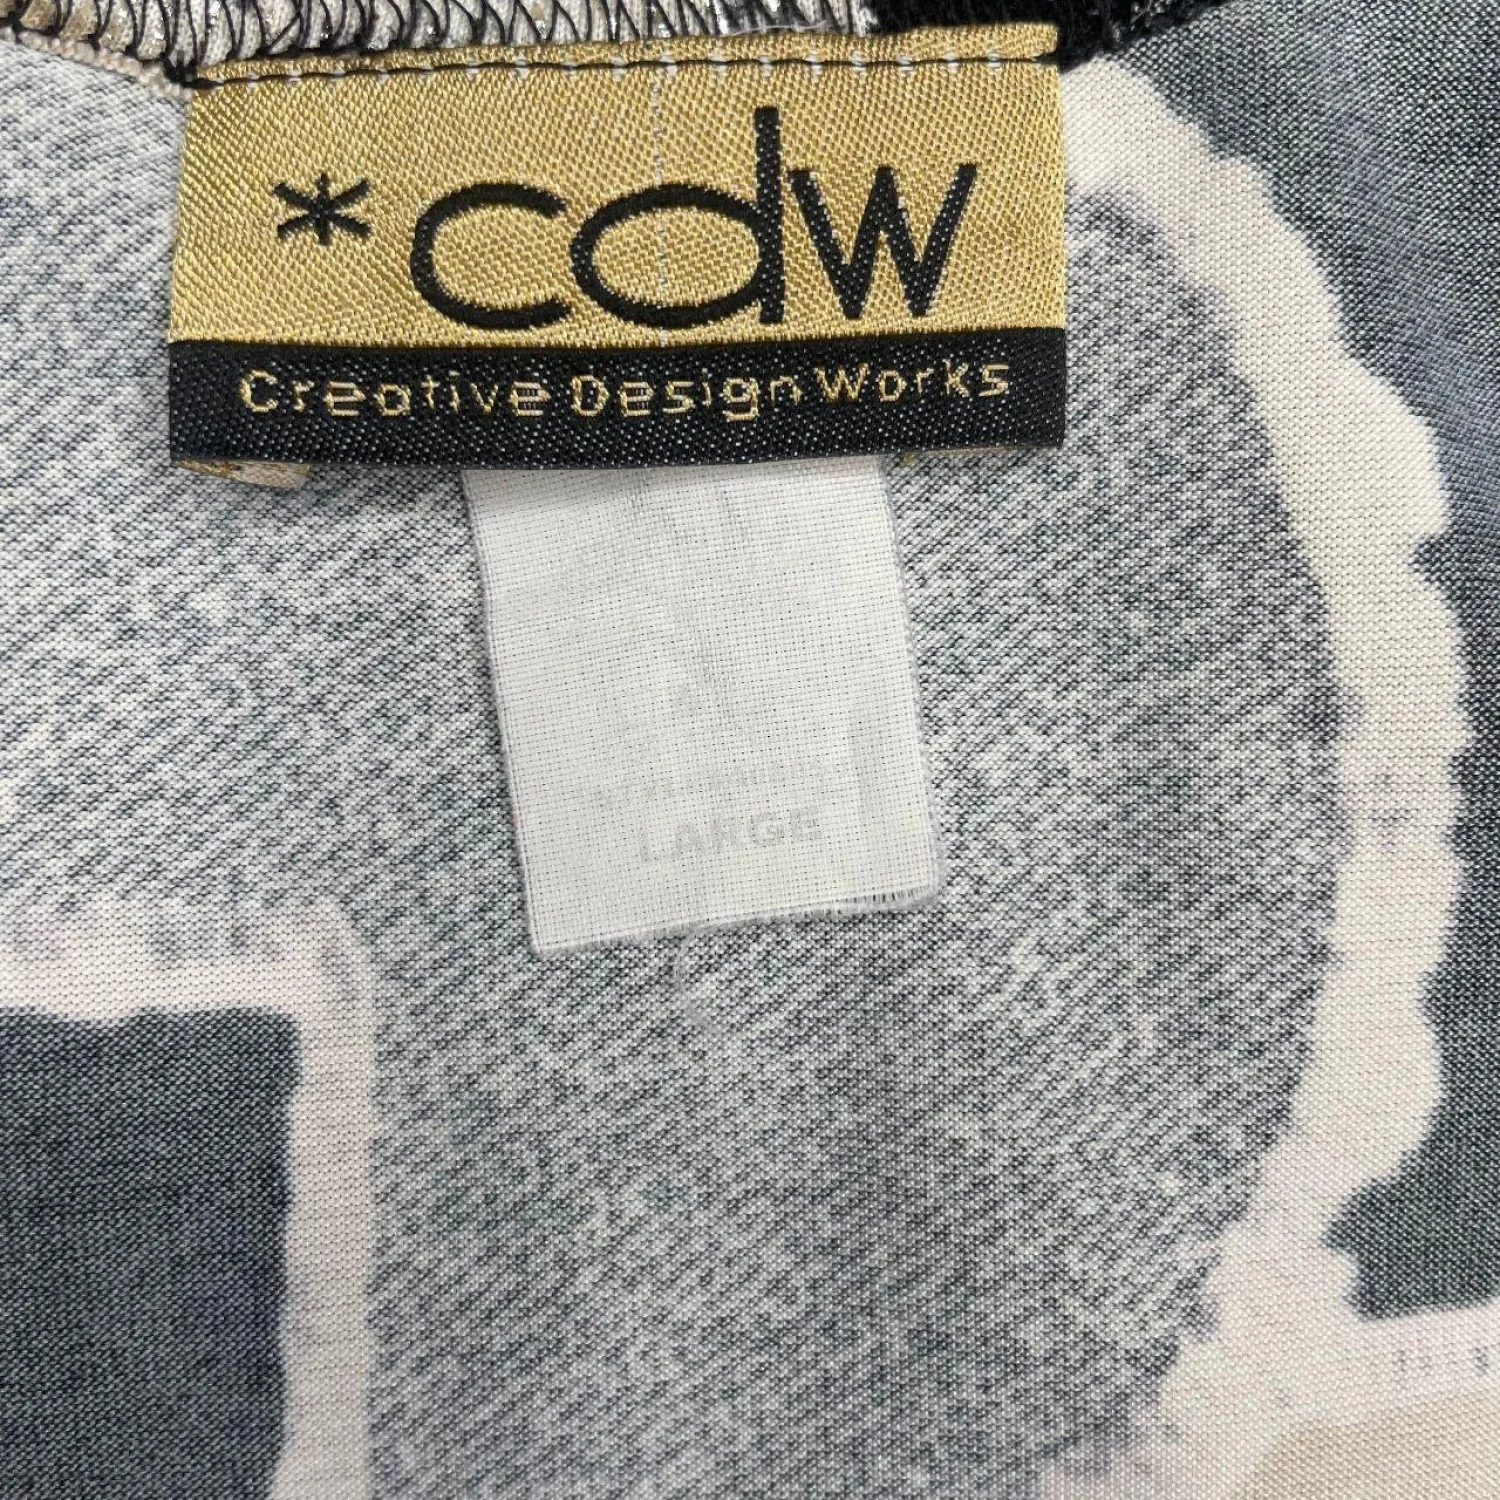 *cdw
Creative Design Works
LARGE